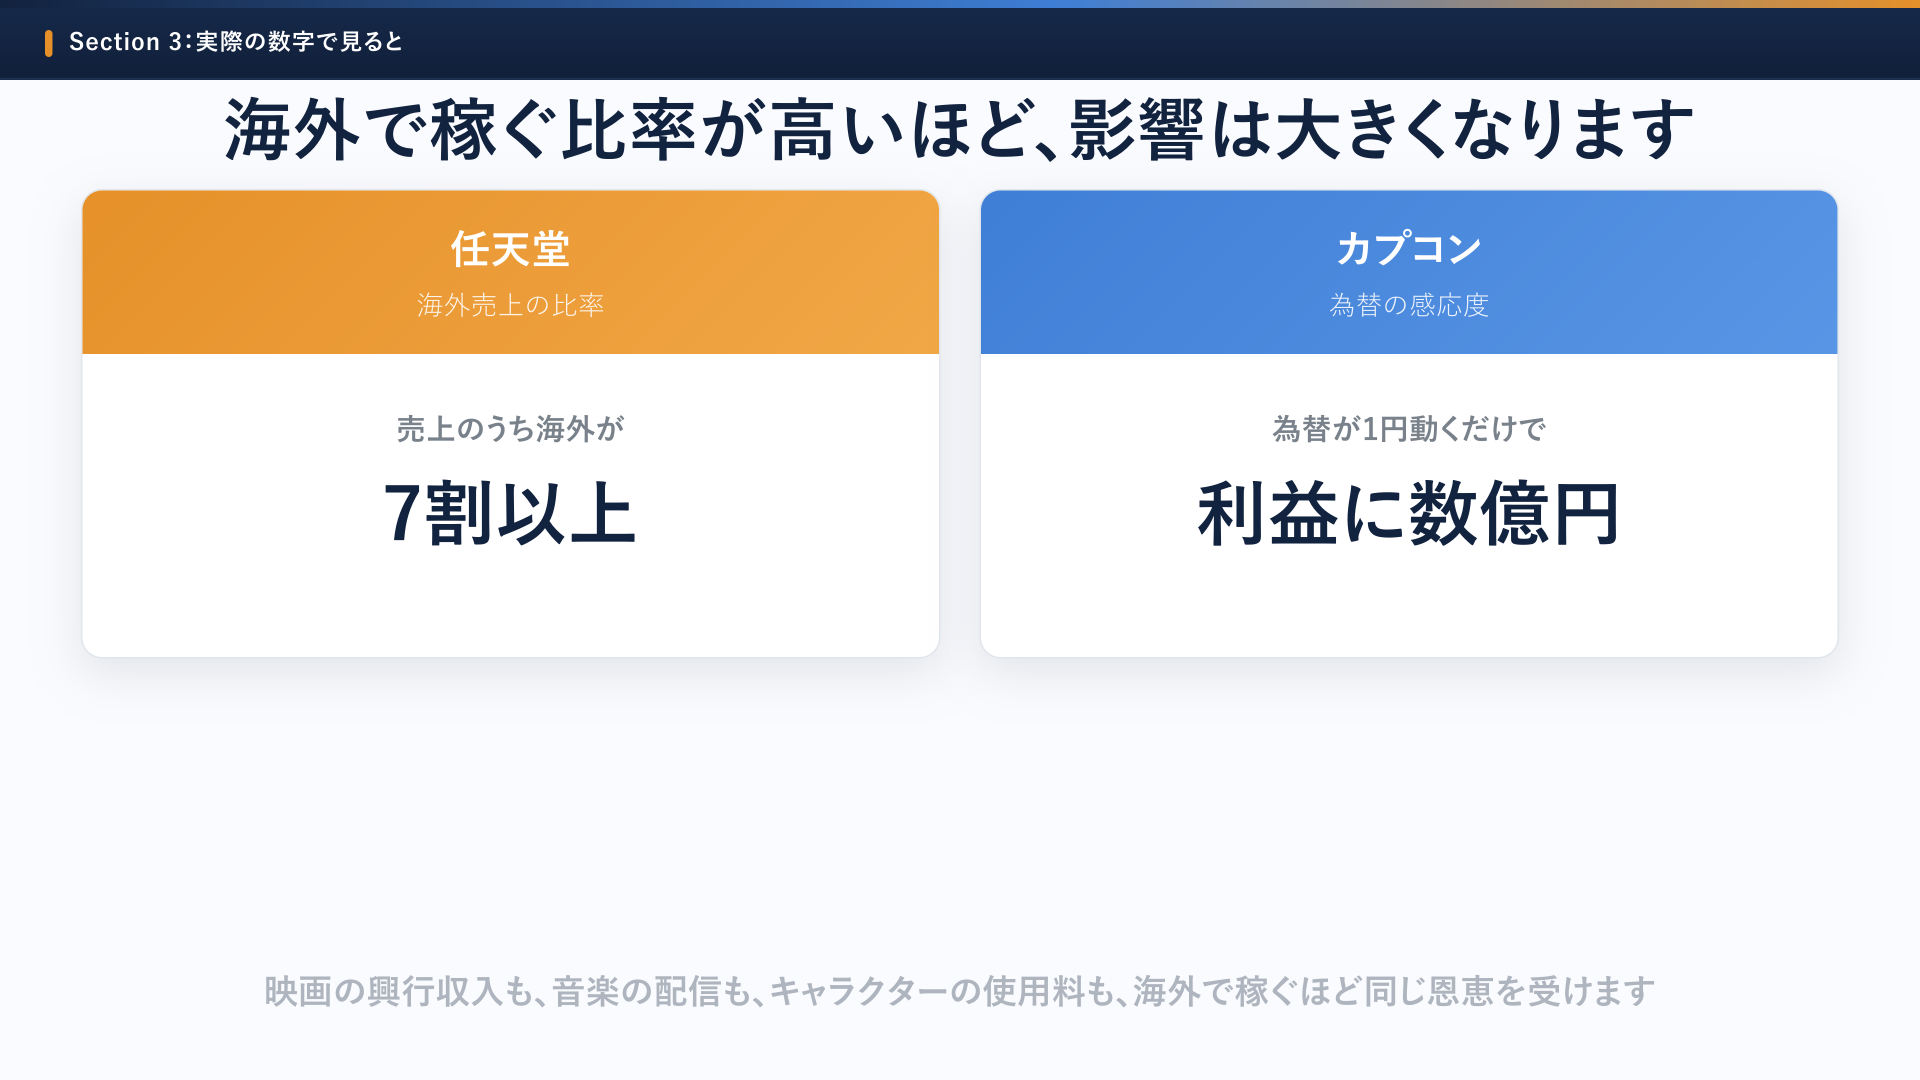 Section 3：実際の数字で見ると
海外で稼ぐ比率が高いほど、影響は大きくなります
任天堂
海外売上の比率
売上のうち海外が
7割以上
カプコン
為替の感応度
為替が1円動くだけで
利益に数億円
映画の興行収入も、音楽の配信も、キャラクターの使用料も、海外で稼ぐほど同じ恩恵を受けます